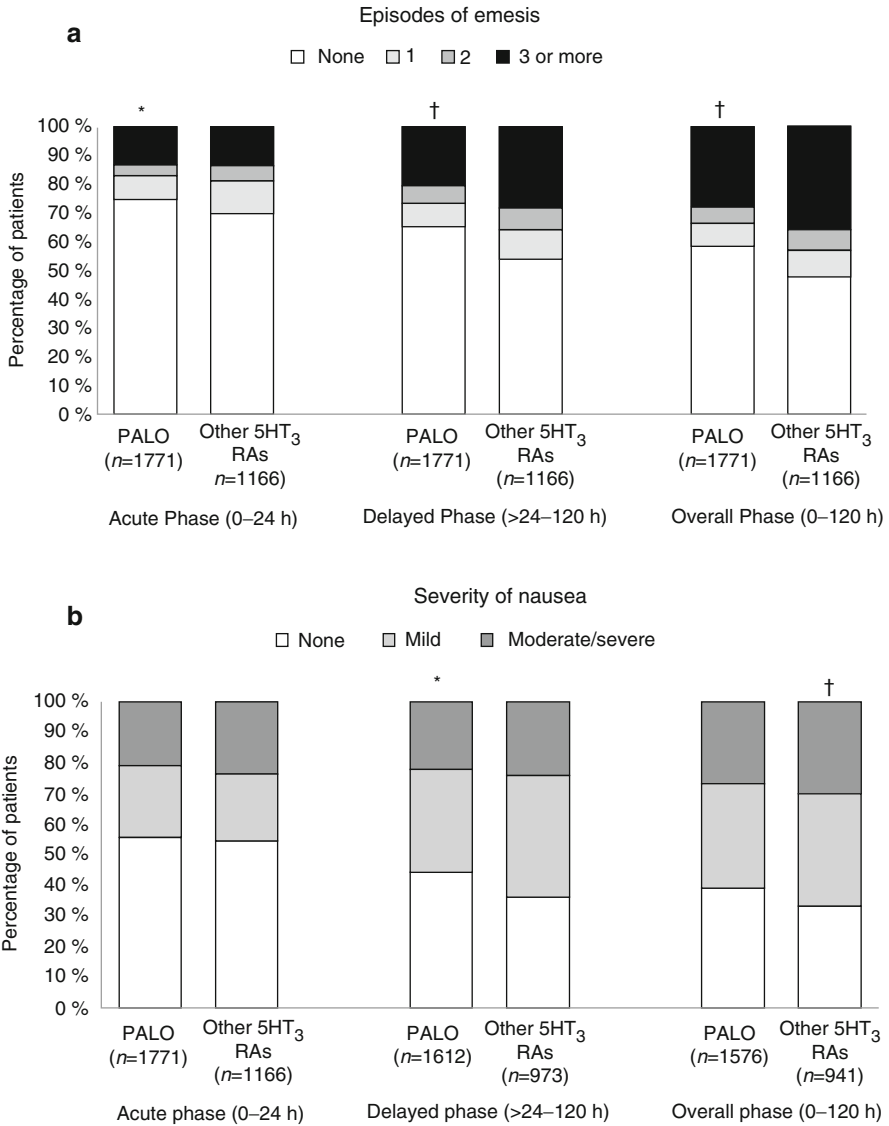 Episodes of emesis
a
None 1 2 3 or more
* † †
Percentage of patients
100 %
90 %
80 %
70 %
60 %
50 %
40 %
30 %
20 %
10 %
0 %
PALO
(n=1771)
Other 5HT3
RAs
n=1166)
PALO
(n=1771)
Other 5HT3
RAs
(n=1166)
PALO
(n=1771)
Other 5HT3
RAs
(n=1166)
Acute Phase (0–24 h) Delayed Phase (>24–120 h) Overall Phase (0–120 h)
Severity of nausea
b
None Mild Moderate/severe
* †
Percentage of patients
100 %
90 %
80 %
70 %
60 %
50 %
40 %
30 %
20 %
10 %
0 %
PALO
(n=1771)
Other 5HT3
RAs
(n=1166)
PALO
(n=1612)
Other 5HT3
RAs
(n=973)
PALO
(n=1576)
Other 5HT3
RAs
(n=941)
Acute phase (0–24 h) Delayed phase (>24–120 h) Overall phase (0–120 h)